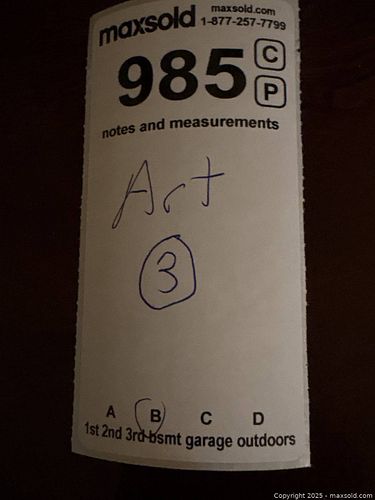 maxsold
maxsold.com
1-877-257-7799
985
C
P
notes and measurements
Art
3
A B C D
1st 2nd 3rd bsmt garage outdoors
Copyright 2025 - maxsold.com